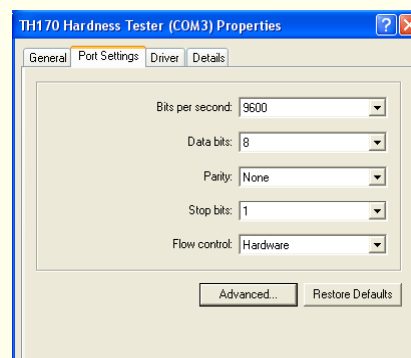 TH170 Hardness Tester (COM3) Properties
General Port Settings Driver Details
Bits per second: 9600
Data bits: 8
Parity: None
Stop bits: 1
Flow control: Hardware
Advanced... Restore Defaults